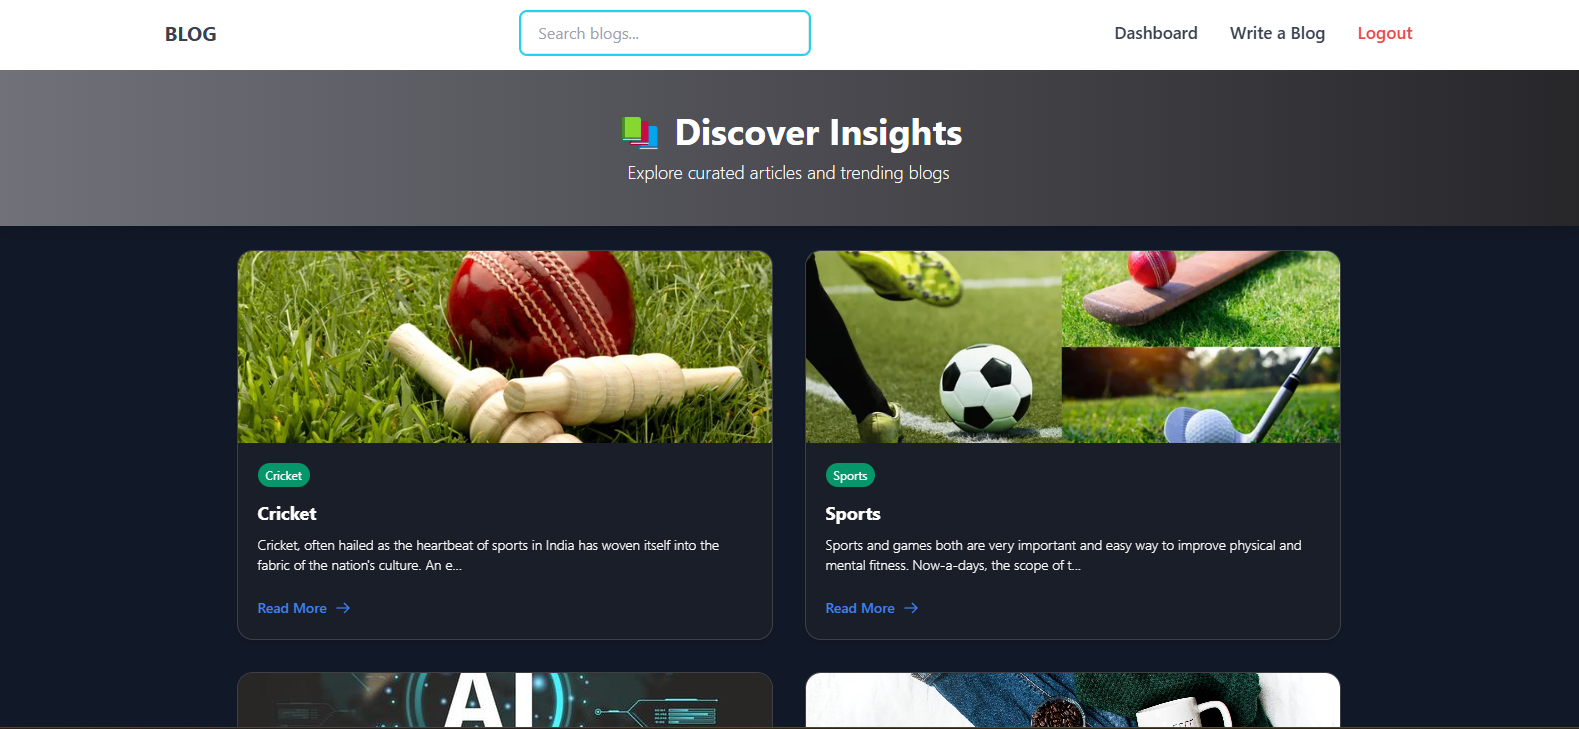 BLOG
Search blogs...
Dashboard
Write a Blog
Logout
Discover Insights
Explore curated articles and trending blogs
Cricket
Cricket
Cricket, often hailed as the heartbeat of sports in India has woven itself into the
fabric of the nation's culture. An e...
Read More →
Sports
Sports
Sports and games both are very important and easy way to improve physical and
mental fitness. Now-a-days, the scope of t...
Read More →
AI